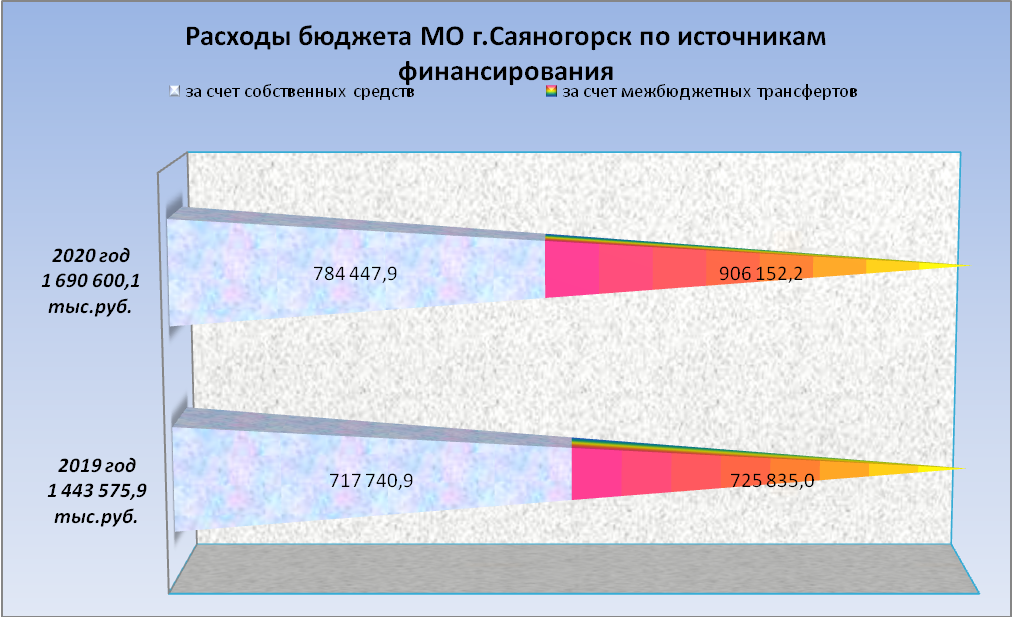 Расходы бюджета МО г.Саяногорск по источникам
финансирования
за счет собственных средств
за счет межбюджетных трансфертов
2020 год
1 690 600,1
тыс.руб.
784 447,9
906 152,2
2019 год
1 443 575,9
тыс.руб.
717 740,9
725 835,0